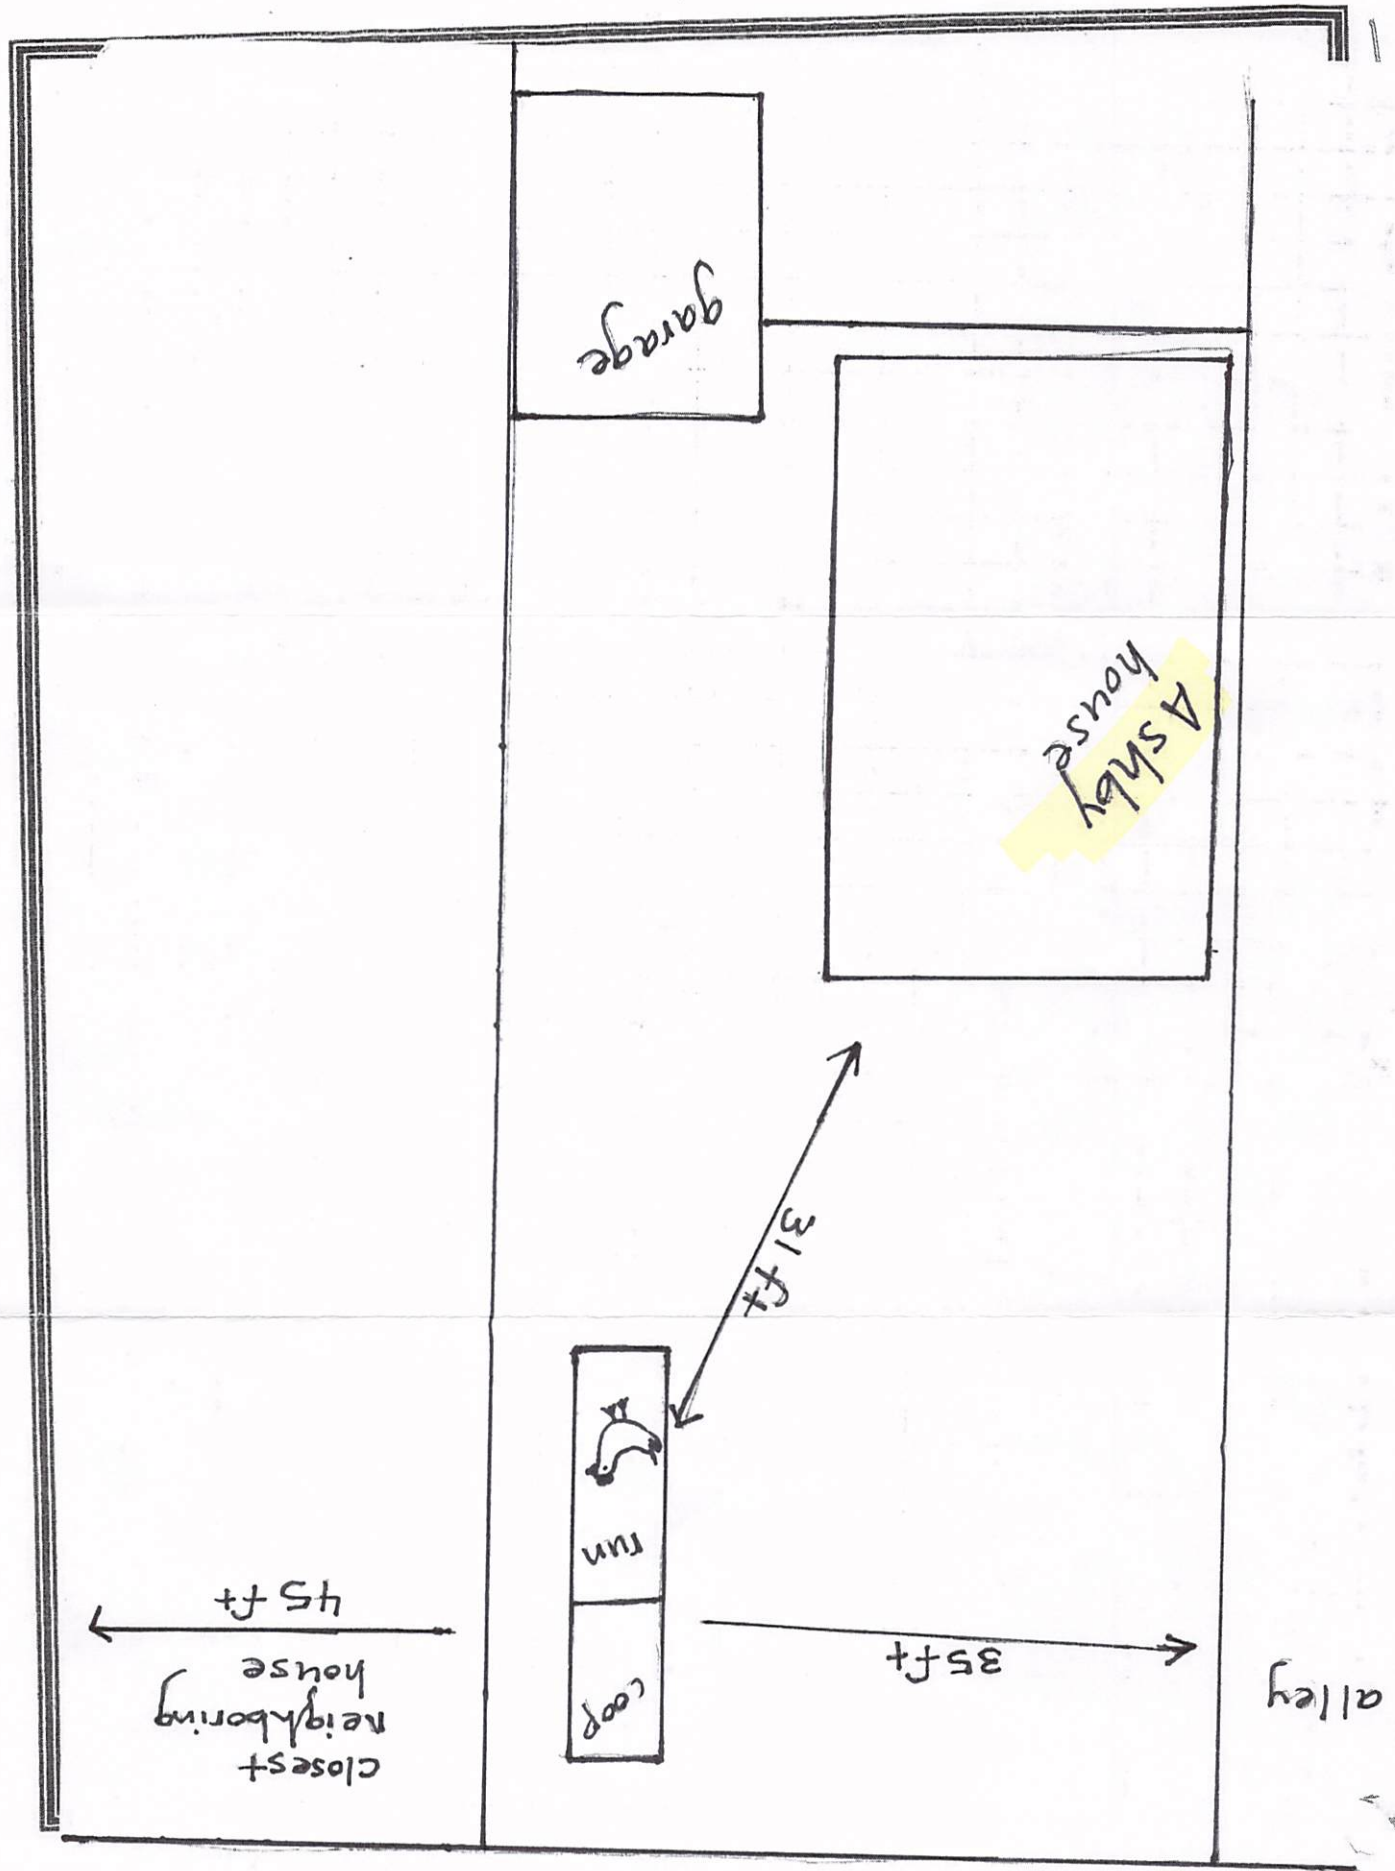 closest
neighboring
house
45 ft
coop
run
35 ft
alley
31 ft
Ashby
house
garage